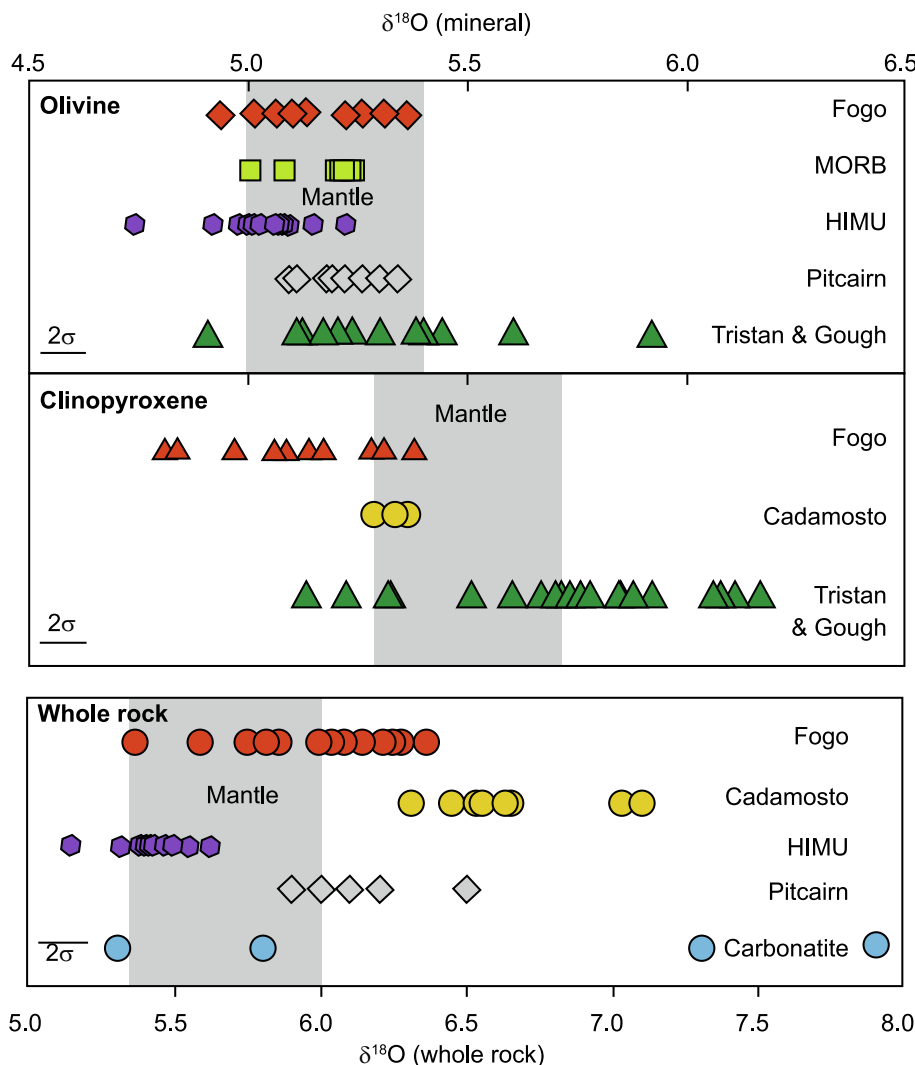 δ18O (mineral)
4.5 5.0 5.5 6.0 6.5
Olivine
Fogo
MORB
Mantle
HIMU
Pitcairn
Tristan & Gough
2σ
Clinopyroxene
Mantle
Fogo
Cadamosto
Tristan
& Gough
2σ
Whole rock
Fogo
Mantle
Cadamosto
HIMU
Pitcairn
2σ
Carbonatite
5.0 5.5 6.0 6.5 7.0 7.5 8.0
δ18O (whole rock)